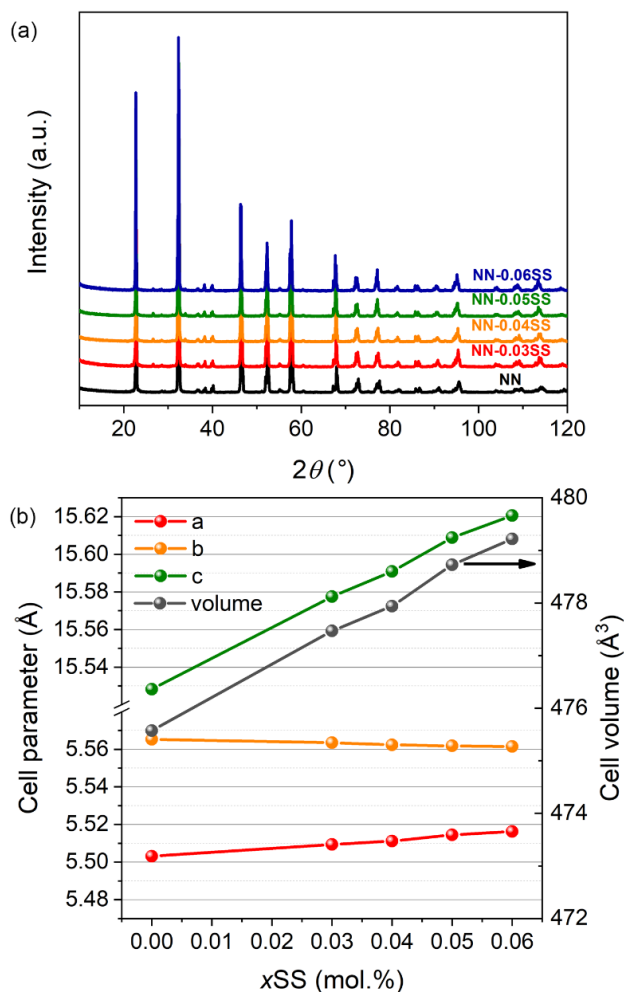 (a)
Intensity (a.u.)
NN-0.06SS
NN-0.05SS
NN-0.04SS
NN-0.03SS
NN
20 40 60 80 100 120
2θ (°)
(b)
a
b
c
volume
15.62
15.60
15.58
15.56
15.54
5.56
5.54
5.52
5.50
5.48
Cell parameter (Å)
480
478
476
474
472
Cell volume (Å³)
0.00 0.01 0.02 0.03 0.04 0.05 0.06
xSS (mol.%)